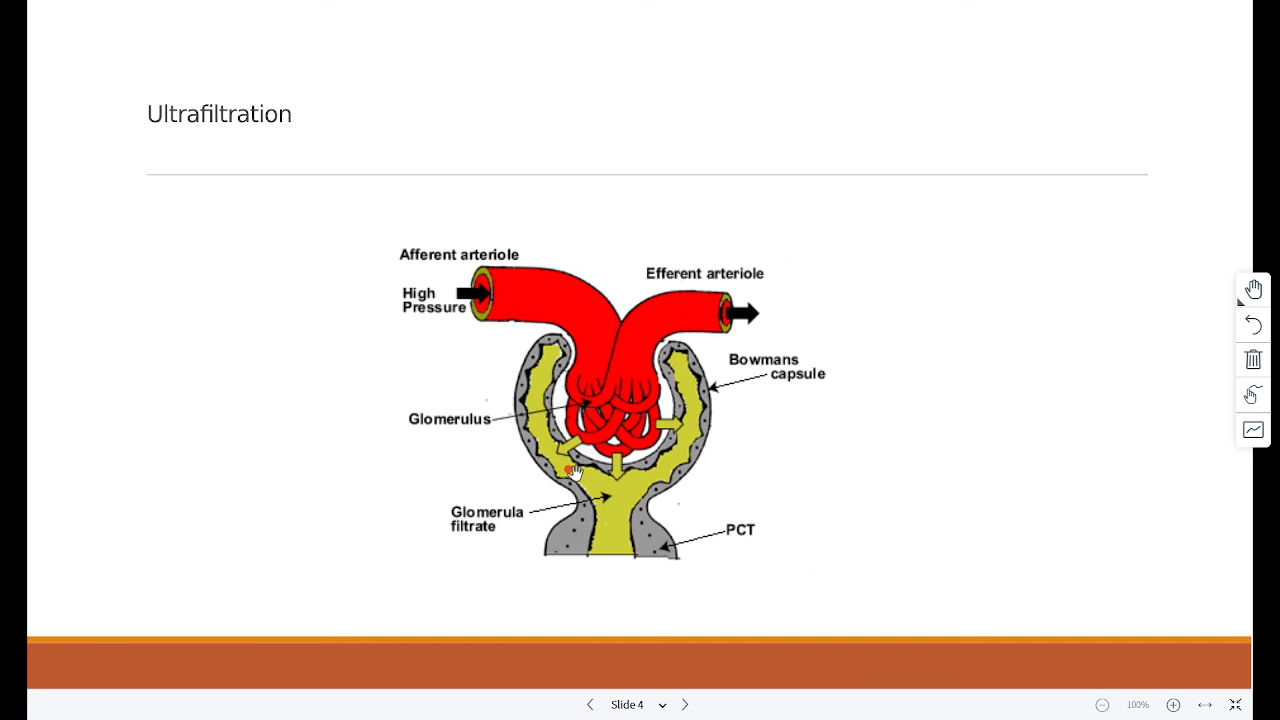 Ultrafiltration
Afferent arteriole
Efferent arteriole
High
Pressure
Bowmans
capsule
Glomerulus
Glomerula
filtrate
PCT
Slide 4
100%